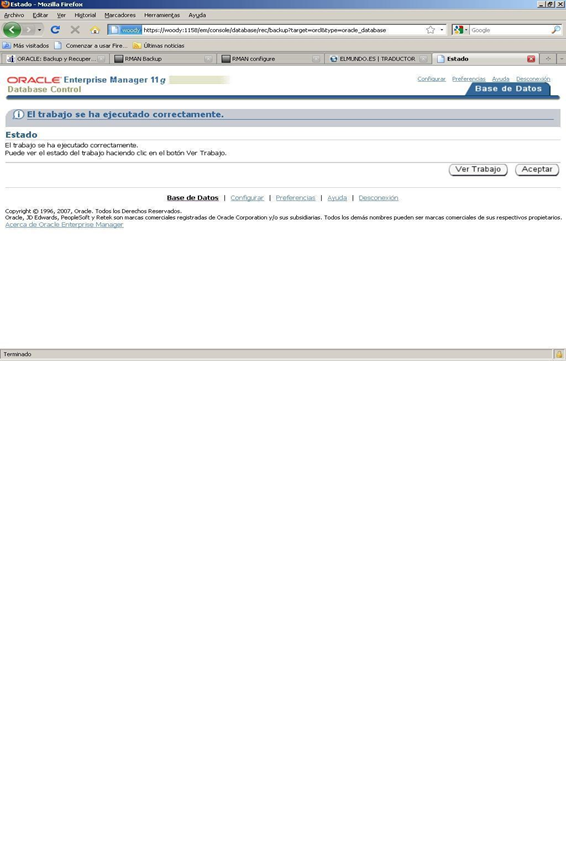 Estado - Mozilla Firefox
Archivo Editar Ver Historial Marcadores Herramientas Ayuda
woody https://woody:1158/em/console/database/rec/backup?target=ordl&type=oracle_database Google
Más visitados Comenzar a usar Fire... Últimas noticias
ORACLE: Backup y Recuper... RMAN Backup RMAN configure ELMUNDO.ES | TRADUCTOR Estado
ORACLE Enterprise Manager 11g
Database Control
Configurar Preferencias Ayuda Desconexión
Base de Datos
El trabajo se ha ejecutado correctamente.
Estado
El trabajo se ha ejecutado correctamente.
Puede ver el estado del trabajo haciendo clic en el botón Ver Trabajo.
Ver Trabajo Aceptar
Base de Datos | Configurar | Preferencias | Ayuda | Desconexión
Copyright © 1996, 2007, Oracle. Todos los Derechos Reservados.
Oracle, JD Edwards, PeopleSoft y Retek son marcas comerciales registradas de Oracle Corporation y/o sus subsidiarias. Todos los demás nombres pueden ser marcas comerciales de sus respectivos propietarios.
Acerca de Oracle Enterprise Manager
Terminado